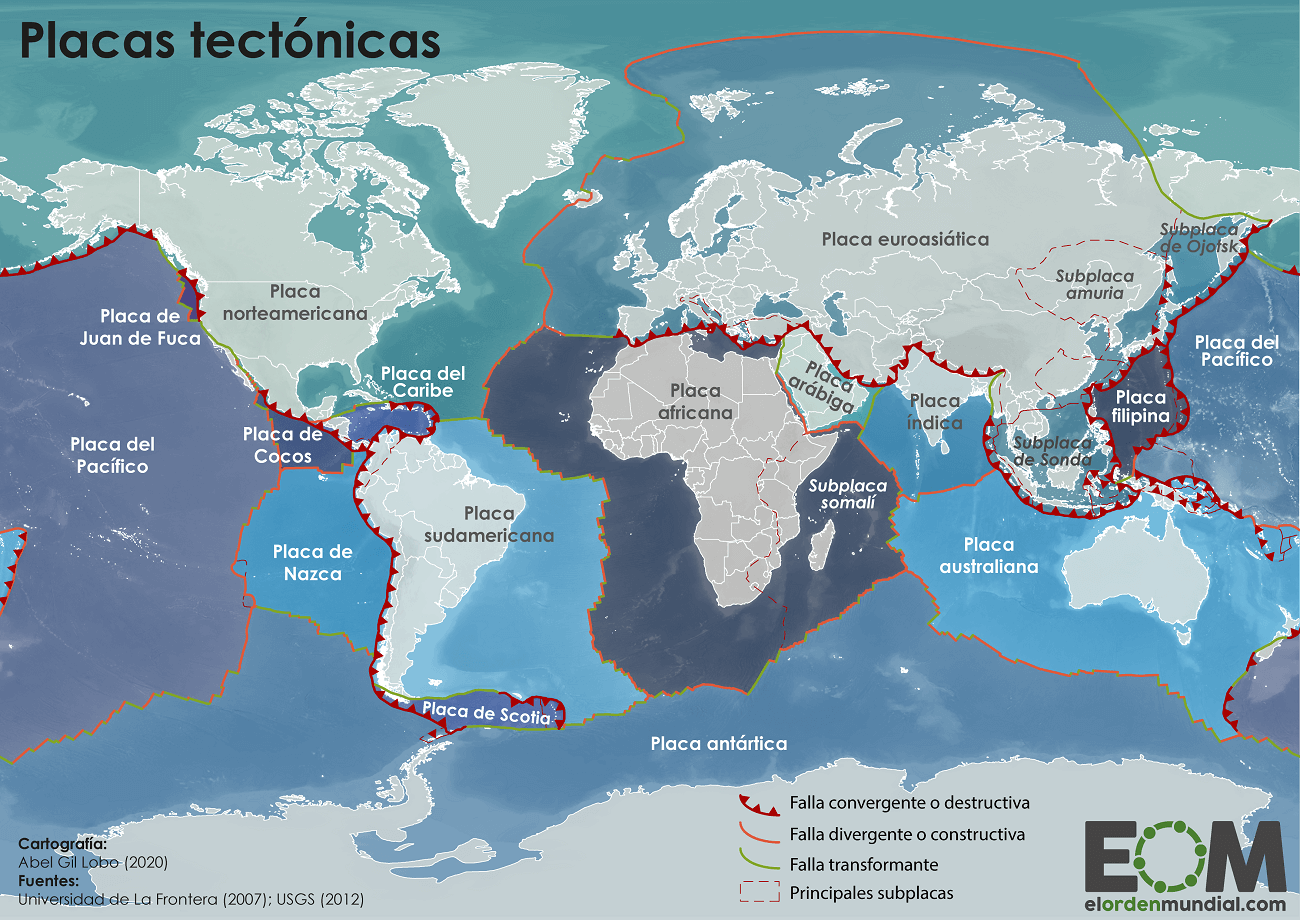 Placas tectónicas
Placa euroasiática
Subplaca
de Ojotsk
Subplaca
amuria
Placa
norteamericana
Placa de
Juan de Fuca
Placa del
Pacífico
Placa del
Caribe
Placa
arábiga
Placa
africana
Placa
índica
Placa
filipina
Placa de
Cocos
Placa del
Pacífico
Subplaca
de Sonda
Subplaca
somalí
Placa
sudamericana
Placa de
Nazca
Placa
australiana
Placa de Scotia
Placa antártica
Falla convergente o destructiva
Falla divergente o constructiva
Falla transformante
Principales subplacas
Cartografía:
Abel Gil Lobo (2020)
Fuentes:
Universidad de La Frontera (2007); USGS (2012)
EOM
elordenmundial.com